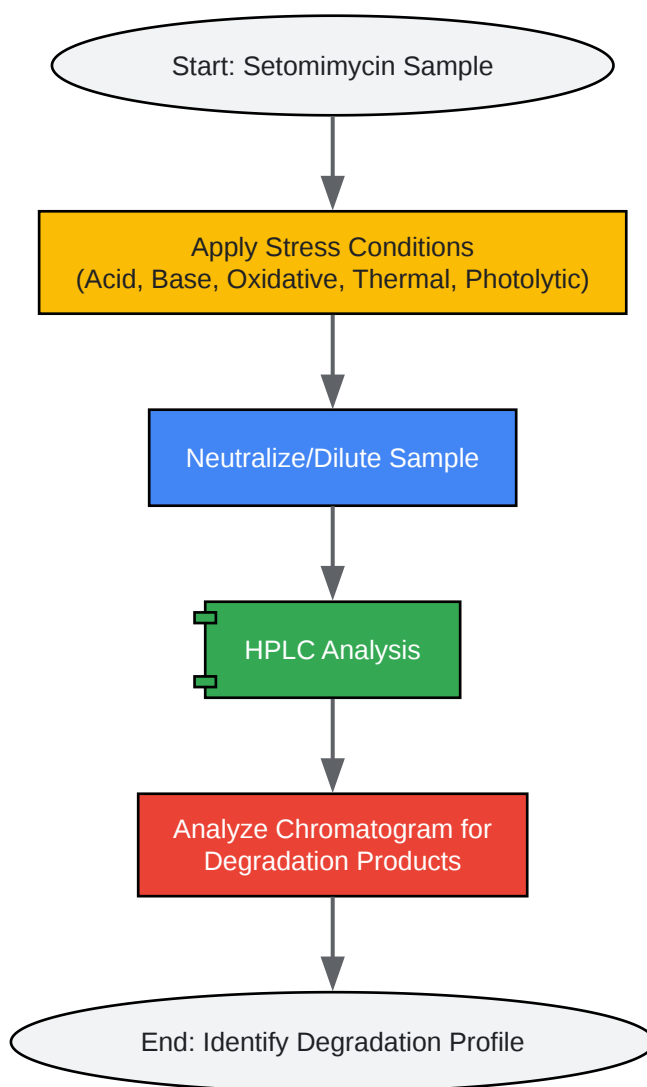 Start: Setomimycin Sample
Apply Stress Conditions
(Acid, Base, Oxidative, Thermal, Photolytic)
Neutralize/Dilute Sample
HPLC Analysis
Analyze Chromatogram for
Degradation Products
End: Identify Degradation Profile